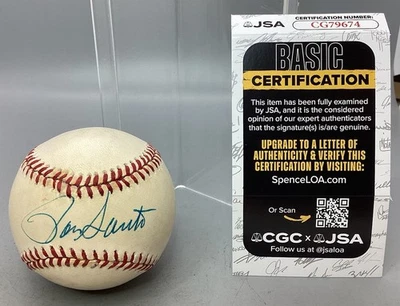 JSA CERTIFICATION NUMBER:
CG79674
BASIC
CERTIFICATION
This item has been fully examined
by JSA, and it is the considered
opinion of our expert authenticators
that the signature(s) is/are genuine.
UPGRADE TO A LETTER OF
AUTHENTICITY & VERIFY THIS
CERTIFICATION BY VISITING:
SpenceLOA.com
Or Scan
CGC x JSA
Follow us @jsaloa
Ron Santo